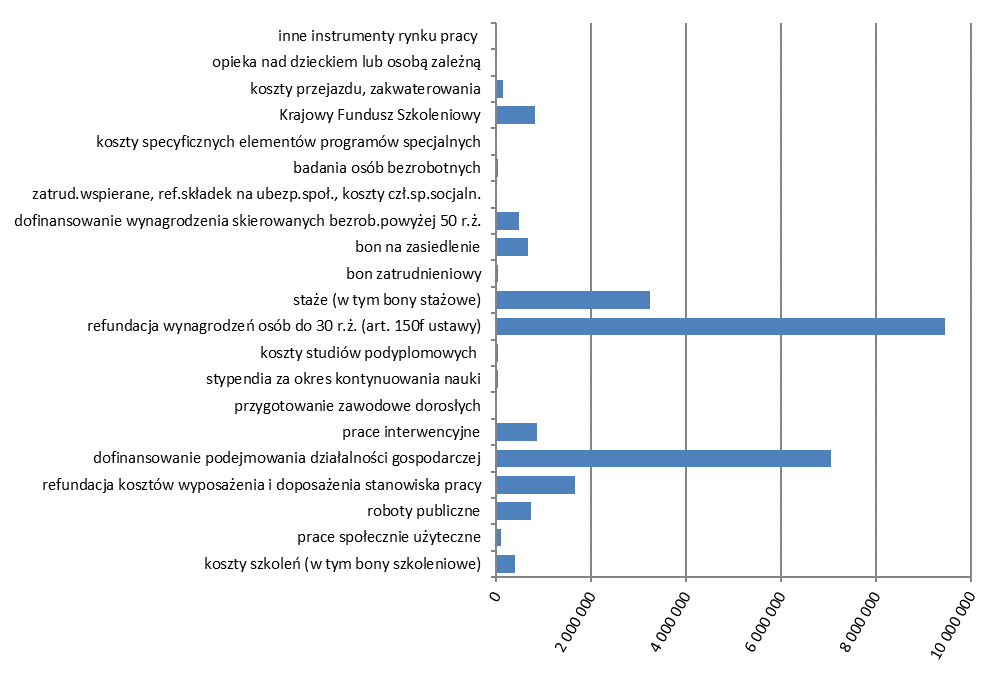 inne instrumenty rynku pracy
opieka nad dzieckiem lub osobą zależną
koszty przejazdu, zakwaterowania
Krajowy Fundusz Szkoleniowy
koszty specyficznych elementów programów specjalnych
badania osób bezrobotnych
zatrud.wspierane, ref.składek na ubezp.społ., koszty czł.sp.socjaln.
dofinansowanie wynagrodzenia skierowanych bezrob.powyżej 50 r.ż.
bon na zasiedlenie
bon zatrudnieniowy
staże (w tym bony stażowe)
refundacja wynagrodzeń osób do 30 r.ż. (art. 150f ustawy)
koszty studiów podyplomowych
stypendia za okres kontynuowania nauki
przygotowanie zawodowe dorosłych
prace interwencyjne
dofinansowanie podejmowania działalności gospodarczej
refundacja kosztów wyposażenia i doposażenia stanowiska pracy
roboty publiczne
prace społecznie użyteczne
koszty szkoleń (w tym bony szkoleniowe)
0
2 000 000
4 000 000
6 000 000
8 000 000
10 000 000